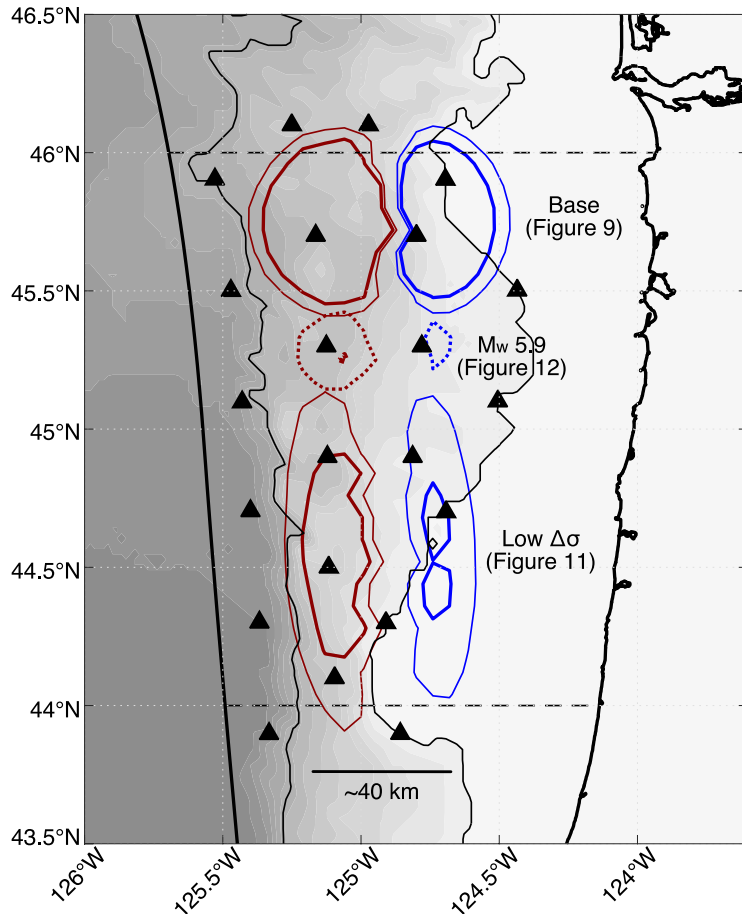 46.5°N
46°N
Base
(Figure 9)
45.5°N
Mw 5.9
(Figure 12)
45°N
Low Δσ
(Figure 11)
44.5°N
44°N
~40 km
43.5°N
126°W
125.5°W
125°W
124.5°W
124°W